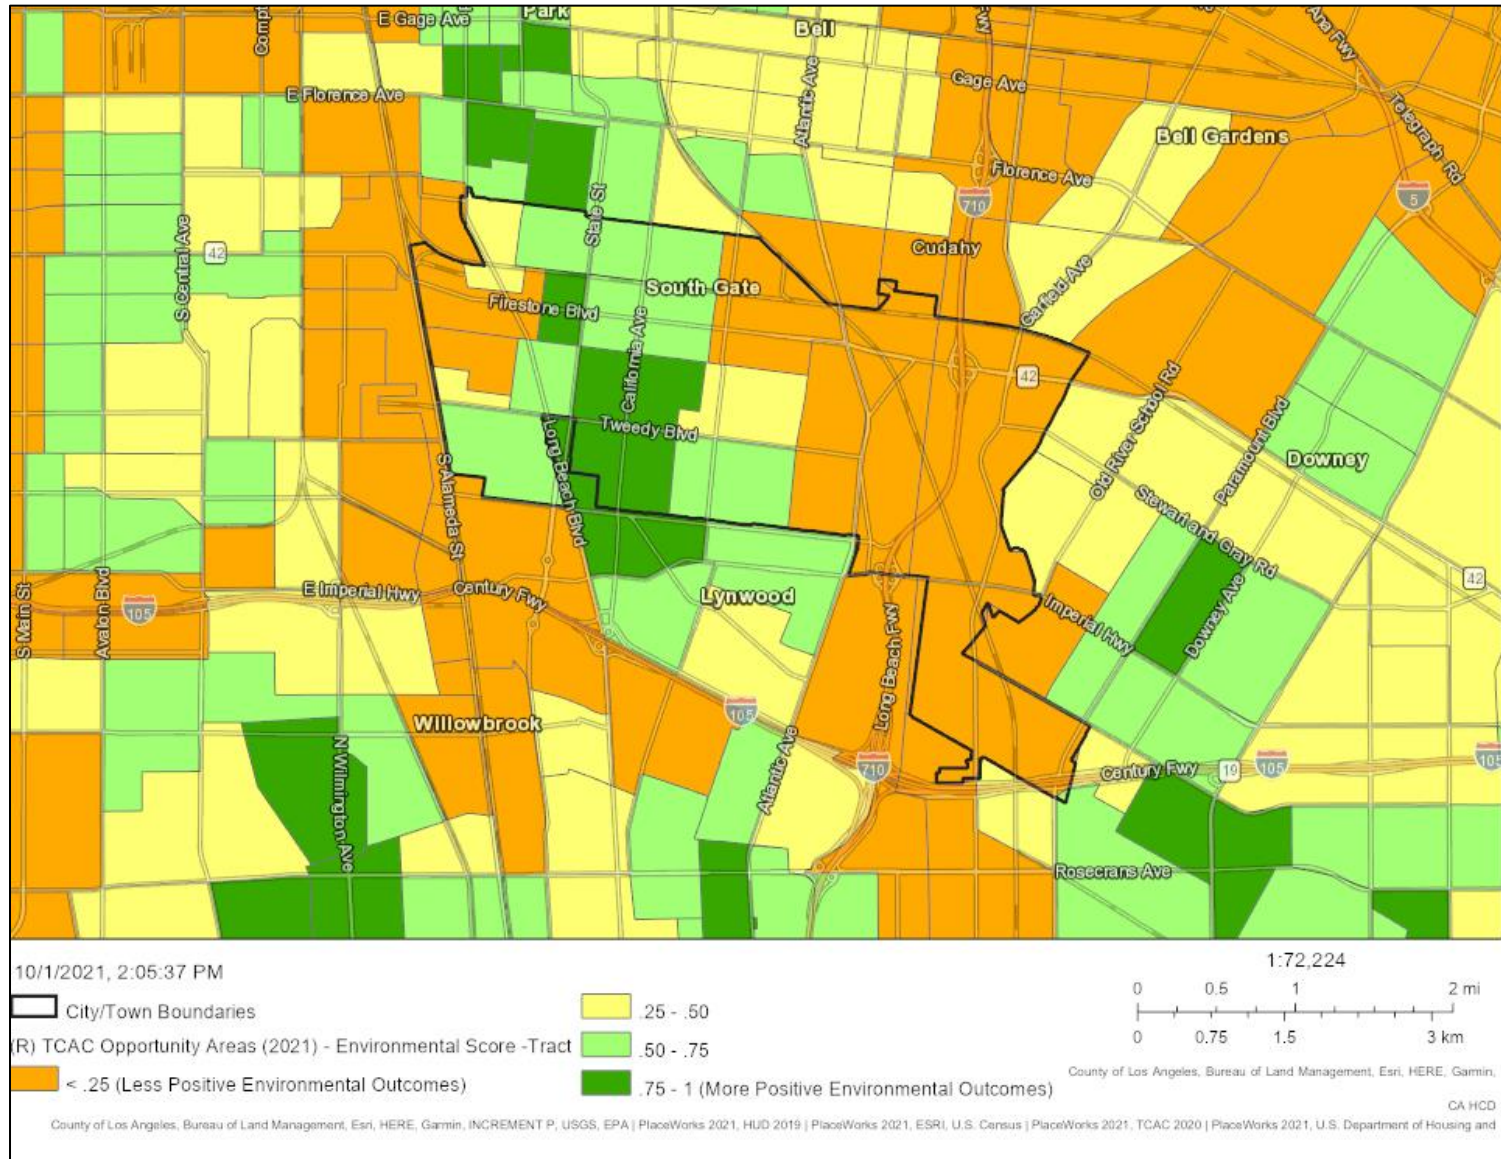 E Gage Ave
Park
Bell
Ana Fwy
Compt
Gage Ave
Atlantic Ave
E Florence Ave
Telegraph Rd
Bell Gardens
Florence Ave
5
710
State St
S Central Ave
42
Cudahy
South Gate
Garfield Ave
Firestone Blvd
California Ave
42
Old River School Rd
Paramount Blvd
Tweedy Blvd
Long Beach Blvd
Downey
S Alameda St
Stewart and Gray Rd
42
E Imperial Hwy
Century Fwy
Lynwood
Imperial Hwy
Downey Ave
S Main St
Avalon Blvd
105
Long Beach Fwy
105
Willowbrook
N Wilmington Ave
Atlantic Ave
710
Century Fwy
19
105
105
Rosecrans Ave
10/1/2021, 2:05:37 PM
City/Town Boundaries
(R) TCAC Opportunity Areas (2021) - Environmental Score -Tract
< .25 (Less Positive Environmental Outcomes)
.25 - .50
.50 - .75
.75 - 1 (More Positive Environmental Outcomes)
1:72,224
0 0.5 1 2 mi
0 0.75 1.5 3 km
County of Los Angeles, Bureau of Land Management, Esri, HERE, Garmin,
CA HCD
County of Los Angeles, Bureau of Land Management, Esri, HERE, Garmin, INCREMENT P, USGS, EPA | PlaceWorks 2021, HUD 2019 | PlaceWorks 2021, ESRI, U.S. Census | PlaceWorks 2021, TCAC 2020 | PlaceWorks 2021, U.S. Department of Housing and